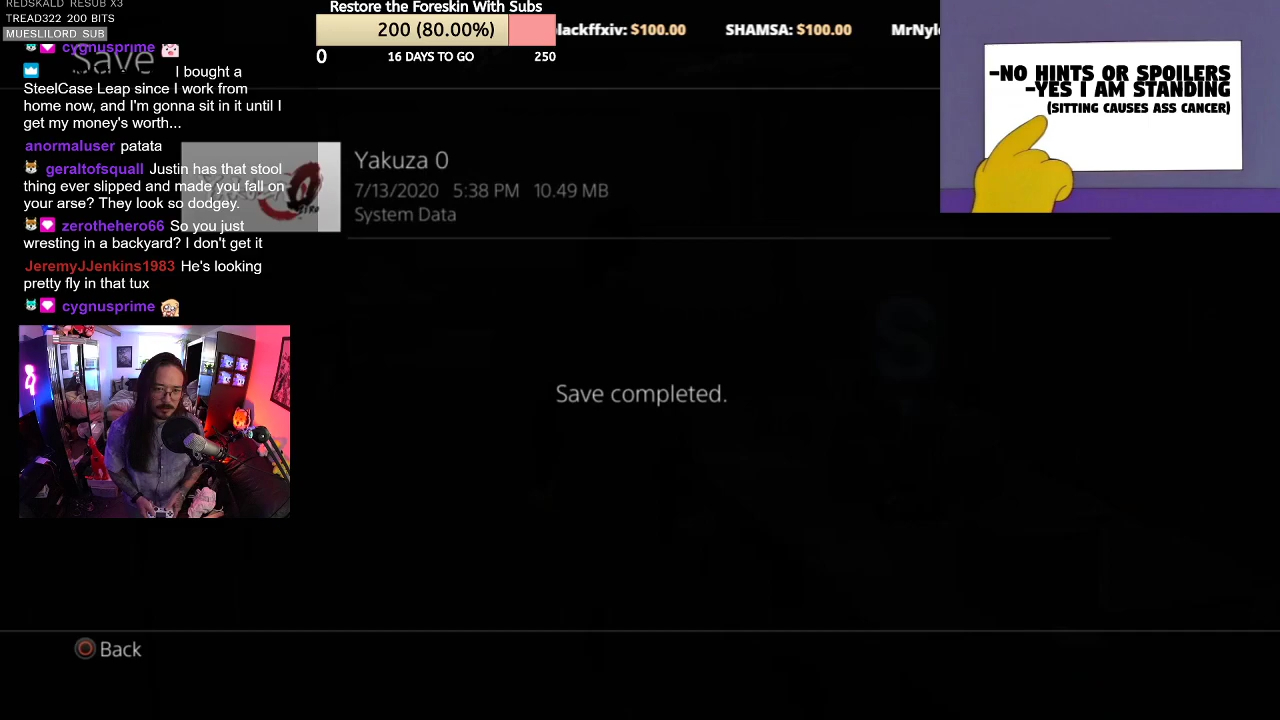 REDSKALD RESUB X3
TREAD322 200 BITS
MUESLILORD SUB
cygnusprime
Save
I bought a
SteelCase Leap since I work from
home now, and I'm gonna sit in it until I
get my money's worth...
anormaluser patata
geraltofsquall Justin has that stool
thing ever slipped and made you fall on
your arse? They look so dodgey.
zerothehero66 So you just
wresting in a backyard? I don't get it
JeremyJJenkins1983 He's looking
pretty fly in that tux
cygnusprime
Restore the Foreskin With Subs
200 (80.00%)
0 16 DAYS TO GO 250
lackffxiv: $100.00 SHAMSA: $100.00 MrNyl
-NO HINTS OR SPOILERS
-YES I AM STANDING
(SITTING CAUSES ASS CANCER)
Yakuza 0
7/13/2020 5:38 PM 10.49 MB
System Data
Save completed.
Back